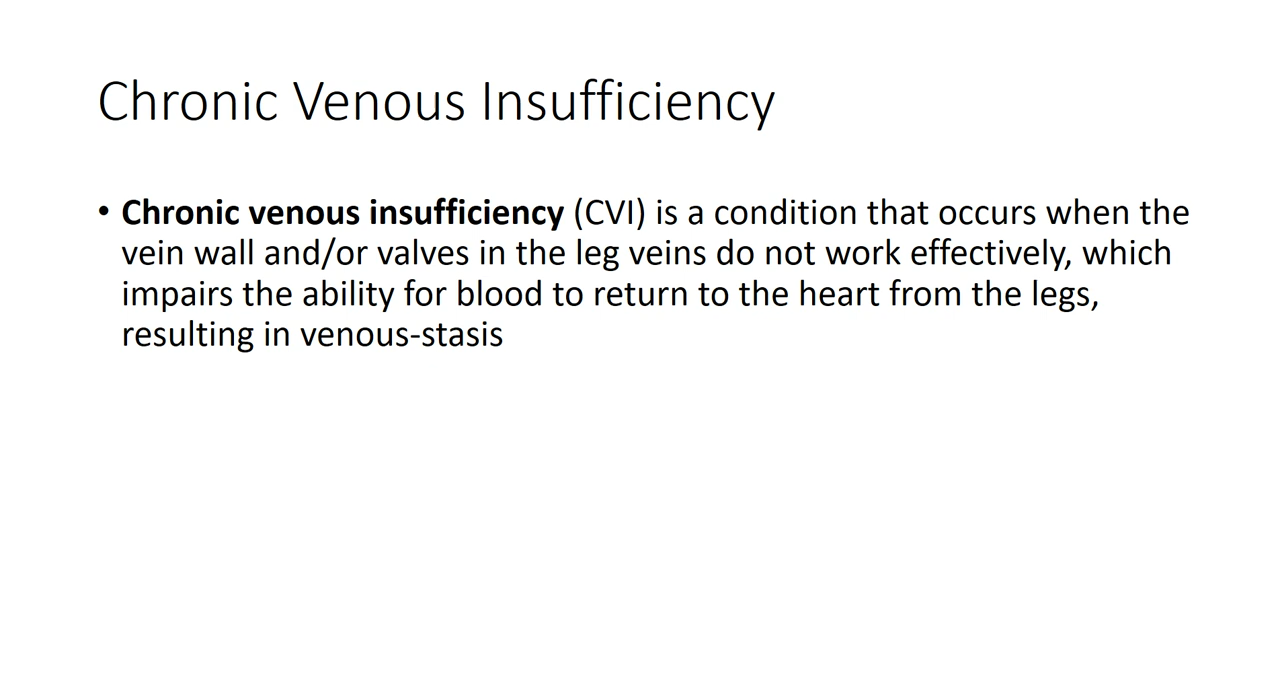 Chronic Venous Insufficiency
• Chronic venous insufficiency (CVI) is a condition that occurs when the
vein wall and/or valves in the leg veins do not work effectively, which
impairs the ability for blood to return to the heart from the legs,
resulting in venous-stasis